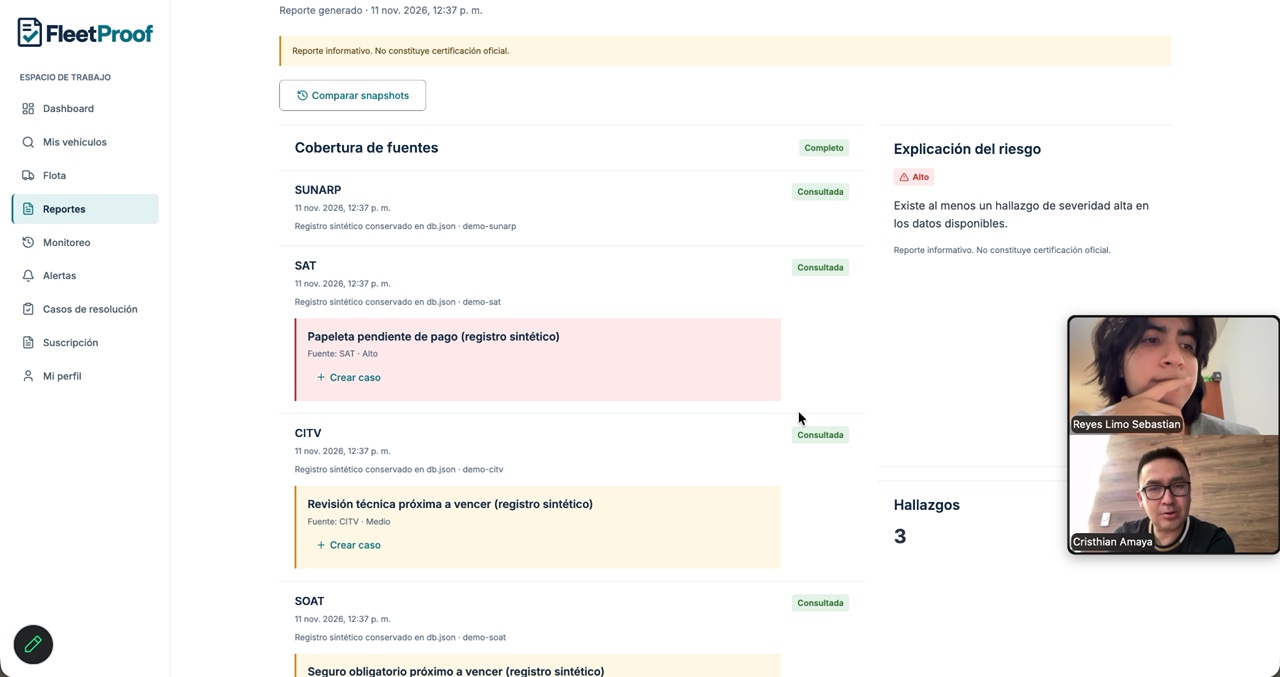 FleetProof
ESPACIO DE TRABAJO
Dashboard
Mis vehículos
Flota
Reportes
Monitoreo
Alertas
Casos de resolución
Suscripción
Mi perfil
Reporte generado · 11 nov. 2026, 12:37 p. m.
Reporte informativo. No constituye certificación oficial.
Comparar snapshots
Cobertura de fuentes
Completo
SUNARP
Consultada
11 nov. 2026, 12:37 p. m.
Registro sintético conservado en db.json · demo-sunarp
SAT
Consultada
11 nov. 2026, 12:37 p. m.
Registro sintético conservado en db.json · demo-sat
Papeleta pendiente de pago (registro sintético)
Fuente: SAT · Alto
+ Crear caso
CITV
Consultada
11 nov. 2026, 12:37 p. m.
Registro sintético conservado en db.json · demo-citv
Revisión técnica próxima a vencer (registro sintético)
Fuente: CITV · Medio
+ Crear caso
SOAT
Consultada
11 nov. 2026, 12:37 p. m.
Registro sintético conservado en db.json · demo-soat
Seguro obligatorio próximo a vencer (registro sintético)
Explicación del riesgo
Alto
Existe al menos un hallazgo de severidad alta en
los datos disponibles.
Reporte informativo. No constituye certificación oficial.
Hallazgos
3
Reyes Limo Sebastian
Cristhian Amaya